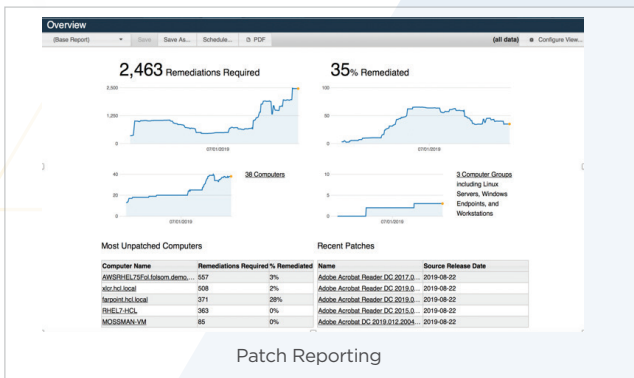 Overview
(Base Report) Save Save As... Schedule... PDF (all data) Configure View...
2,463 Remediations Required
35% Remediated
2,500
1,250
0
07/01/2019
100
50
0
07/01/2019
40
20
0
07/01/2019
38 Computers
10
5
0
07/01/2019
3 Computer Groups
including Linux
Servers, Windows
Endpoints, and
Workstations
Most Unpatched Computers
Computer Name Remediations Required % Remediated
AWSRHEL75Fol.folsom.demo.... 557 3%
xlcr.hcl.local 508 2%
farpoint.hcl.local 371 28%
RHEL7-HCL 363 0%
MOSSMAN-VM 85 0%
Recent Patches
Name Source Release Date
Adobe Acrobat Reader DC 2017.0... 2019-08-22
Adobe Acrobat Reader DC 2019.0... 2019-08-22
Adobe Acrobat Reader DC 2019.0... 2019-08-22
Adobe Acrobat Reader DC 2015.0... 2019-08-22
Adobe Acrobat DC 2019.012.2004... 2019-08-22
Patch Reporting